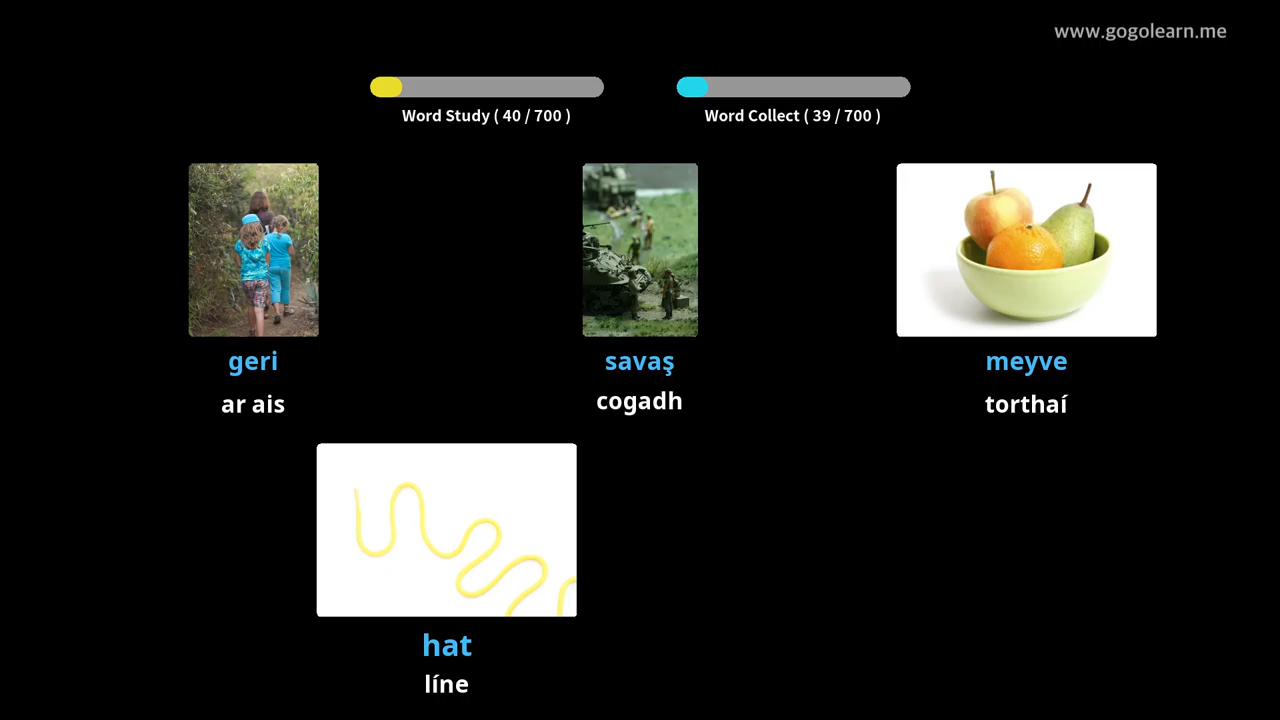 www.gogolearn.me
Word Study ( 40 / 700 )
Word Collect ( 39 / 700 )
geri
ar ais
savaş
cogadh
meyve
torthaí
hat
líne